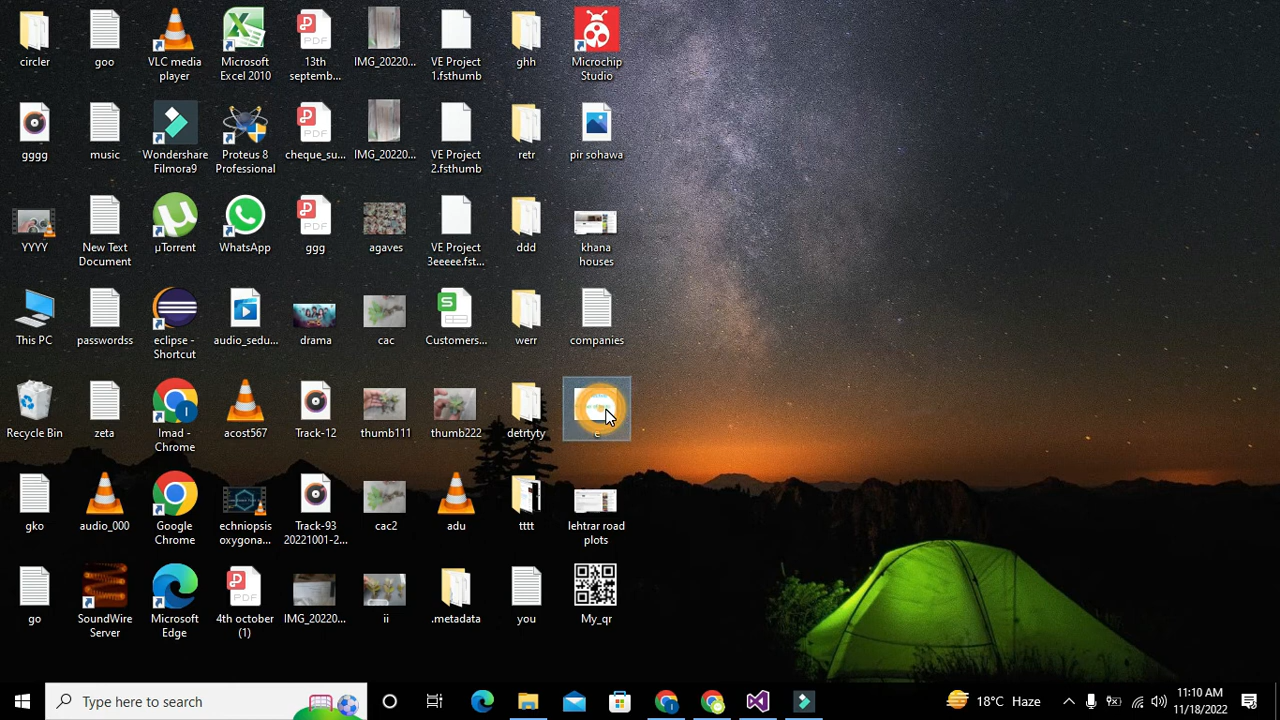 circler
goo
VLC media
player
Microsoft
Excel 2010
PDF
13th
septemb...
IMG_20220...
VE Project
1.fsthumb
ghh
Microchip
Studio
gggg
music
Wondershare
Filmora9
Proteus 8
Professional
PDF
cheque_su...
IMG_20220...
VE Project
2.fsthumb
retr
pir sohawa
YYYY
New Text
Document
µTorrent
WhatsApp
PDF
ggg
agaves
VE Project
3eeeee.fst...
ddd
khana
houses
This PC
passwordss
eclipse -
Shortcut
audio_sedu...
drama
cac
Customers...
werr
companies
Recycle Bin
zeta
Imad -
Chrome
acost567
Track-12
thumb111
thumb222
detrtyty
e
gko
audio_000
Google
Chrome
echniopsis
oxygona...
Track-93
20221001-2...
cac2
adu
tttt
lehtrar road
plots
go
SoundWire
Server
Microsoft
Edge
PDF
4th october
(1)
IMG_20220...
ii
.metadata
you
My_qr
Type here to search
18°C Haze
:10 AM
11/18/2022